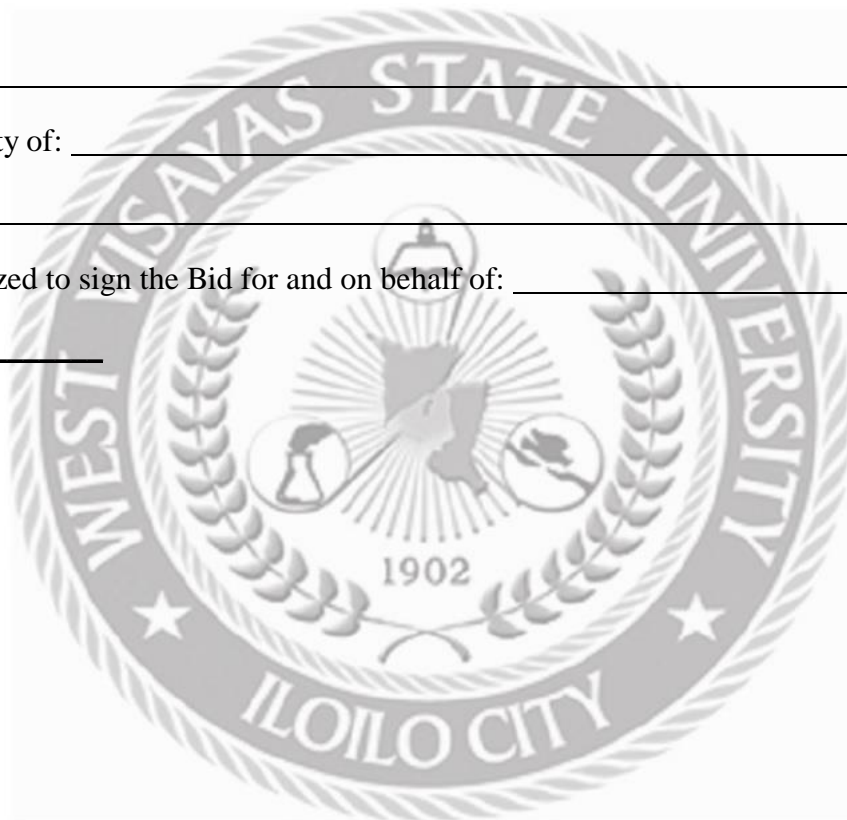 WEST VISAYAS STATE UNIVERSITY
ty of:
zed to sign the Bid for and on behalf of:
1902
ILOILO CITY